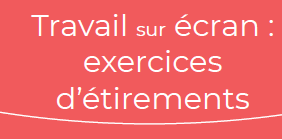 Travail sur écran :
exercices
d’étirements